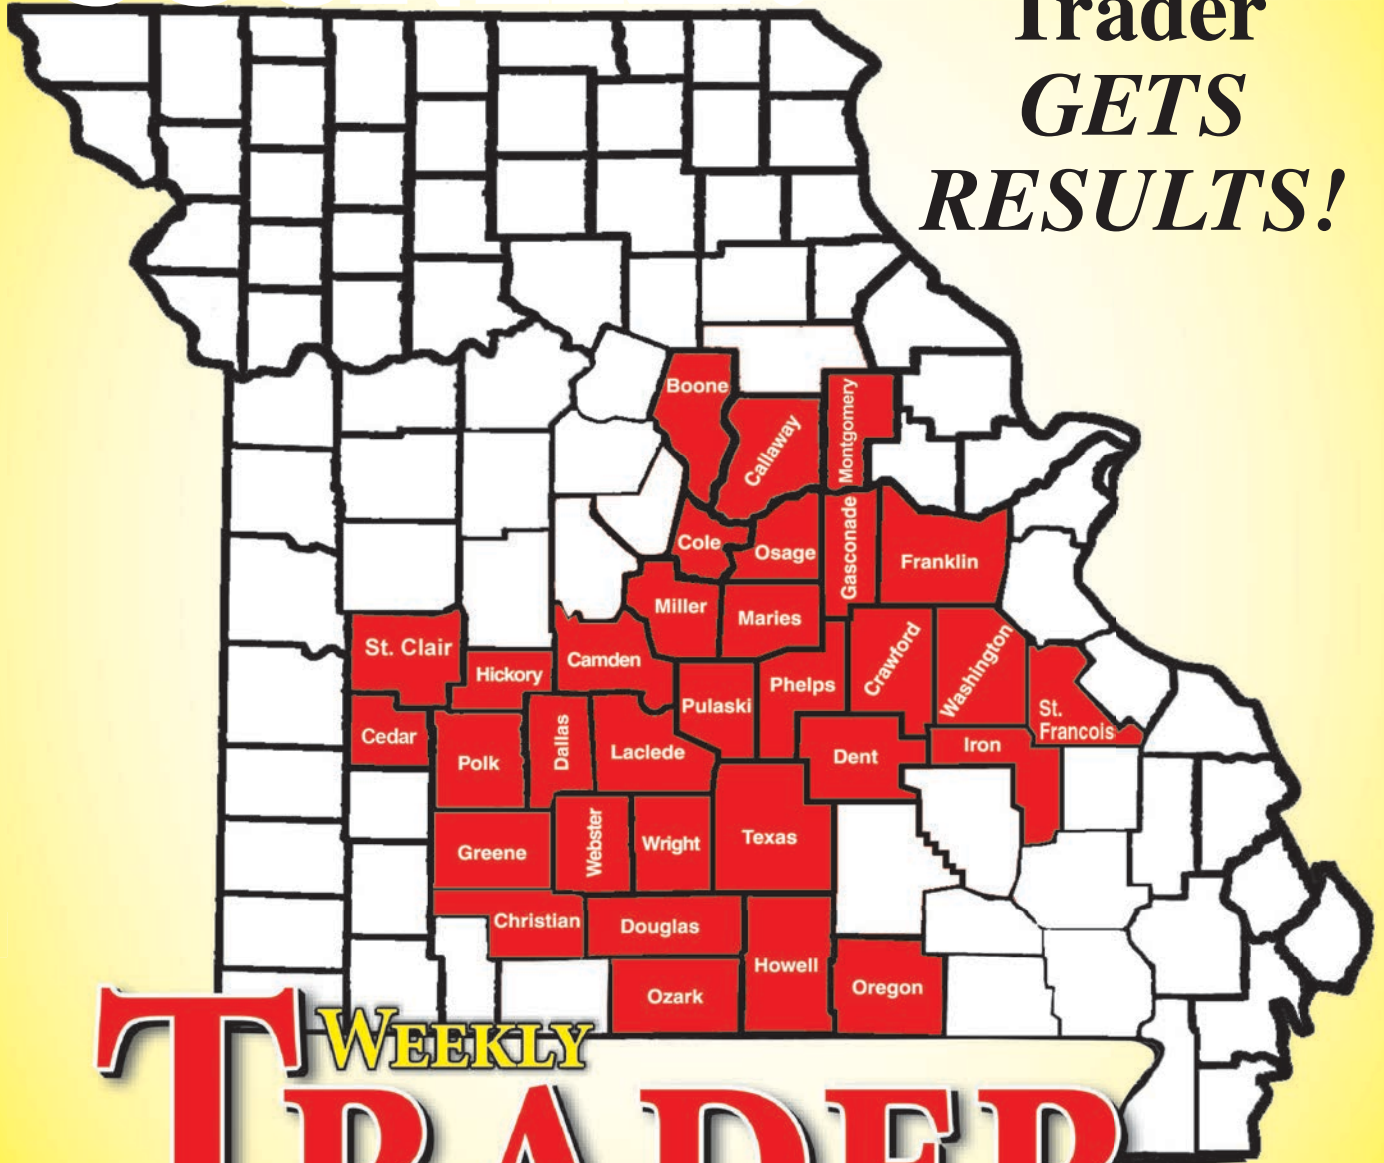 Trader
GETS
RESULTS!
Boone
Callaway
Montgomery
Cole
Osage
Gasconade
Franklin
Miller
Maries
St. Clair
Hickory
Camden
Pulaski
Phelps
Crawford
Washington
St.
Francois
Cedar
Polk
Dallas
Laclede
Dent
Iron
Greene
Webster
Wright
Texas
Christian
Douglas
Howell
Ozark
Oregon
WEEKLY
TRADER